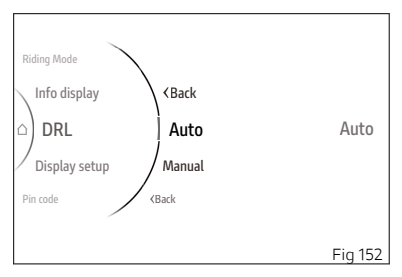 Riding Mode
Info display
‹Back
DRL
Auto
Auto
Display setup
Manual
Pin code
‹Back
Fig 152